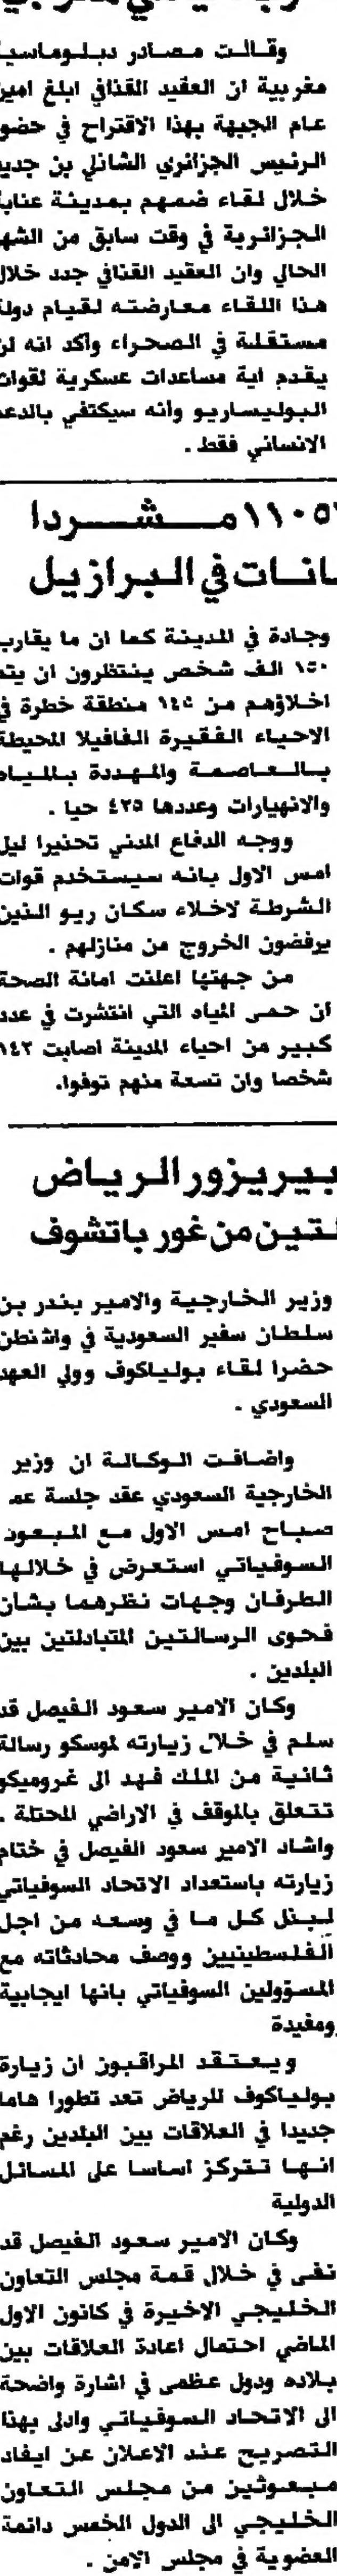 وقالت مصادر دبلوماسية
مغربية ان العقيد القذافي ابلغ امين
عام الجبهة بهذا الاقتراح في حضور
الرئيس الجزائري الشاذلي بن جديد
خلال لقاء ضمهم بمدينة عنابة
الجزائرية في وقت سابق من الشهر
الحالي وان العقيد القذافي جدد خلال
هذا اللقاء معارضته لقيام دولة
مستقلة في الصحراء واكد انه لن
يقدم اية مساعدات عسكرية لقوات
البوليساريو وانه سيكتفي بالدعم
الانساني فقط .
مشردا
في البرازيل
وجادة في المدينة كما ان ما يقارب
١٥٠ الف شخص ينتظرون ان يتم
اخلاؤهم من ١٤٥ منطقة خطرة في
الاحياء الفقيرة الفافيلا المحيطة
بالعاصمة والمهددة بالمياه
والانهيارات وعددها ٤٢٥ حيا .
ووجه الدفاع المدني تحذيرا ليل
امس الاول بانه سيستخدم قوات
الشرطة لاخلاء سكان ريو الذين
يرفضون الخروج من منازلهم .
من جهتها اعلنت امانة الصحة
ان حمى المياه التي انتشرت في عدد
كبير من احياء المدينة اصابت ١٤٢
شخصا وان تسعة منهم توفوا.
يزور الرياض
من غورباتشوف
وزير الخارجية والامير بندر بن
سلطان سفير السعودية في واشنطن
حضرا لقاء بولياكوف وولي العهد
السعودي .
واضافت الوكالة ان وزير
الخارجية السعودي عقد جلسة
صباح امس الاول مع المبعوث
السوفياتي استعرض في خلالها
الطرفان وجهات نظرهما بشان
فحوى الرسالتين المتبادلتين بين
البلدين .
وكان الامير سعود الفيصل قد
سلم في خلال زيارته لموسكو رسالة
ثانية من الملك فهد الى غروميكو
تتعلق بالموقف في الاراضي المحتلة .
واشاد الامير سعود الفيصل في ختام
زيارته باستعداد الاتحاد السوفياتي
لبذل كل ما في وسعه من اجل
الفلسطينيين ووصف محادثاته مع
المسؤولين السوفياتي بانها ايجابية
ومفيدة
ويعتقد المراقبون ان زيارة
بولياكوف للرياض تعد تطورا هاما
جديدا في العلاقات بين البلدين رغم
انها تتركز اساسا على المسائل
الدولية
وكان الامير سعود الفيصل قد
نفى في خلال قمة مجلس التعاون
الخليجي الاخيرة في كانون الاول
الماضي احتمال اعادة العلاقات بين
بلاده ودول عظمى في اشارة واضحة
الى الاتحاد السوفياتي وادلى بهذا
التصريح عند الاعلان عن ايفاد
مبعوثين من مجلس التعاون
الخليجي الى الدول الخمس دائمة
العضوية في مجلس الامن .